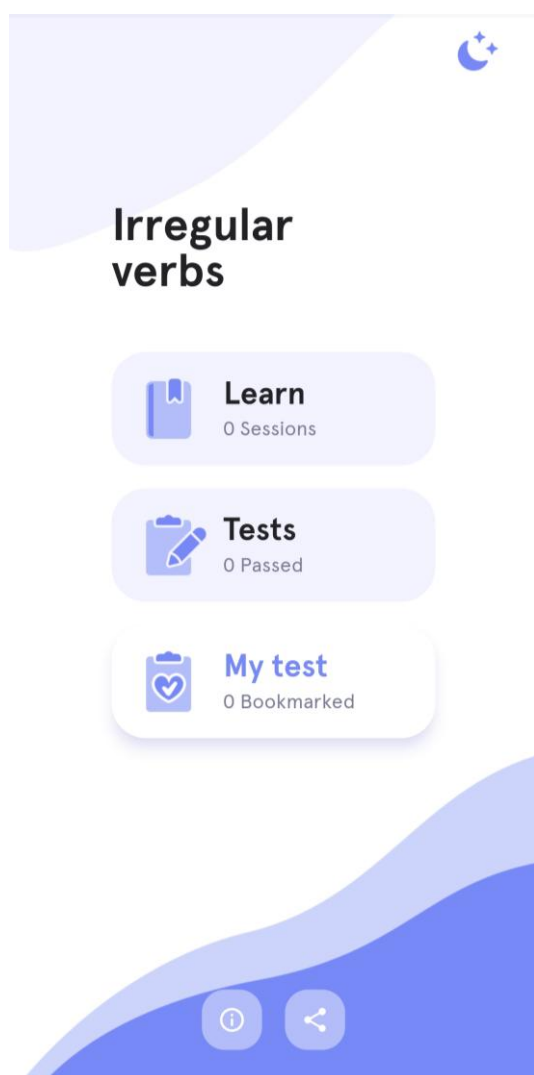 Irregular
verbs
Learn
0 Sessions
Tests
0 Passed
My test
0 Bookmarked